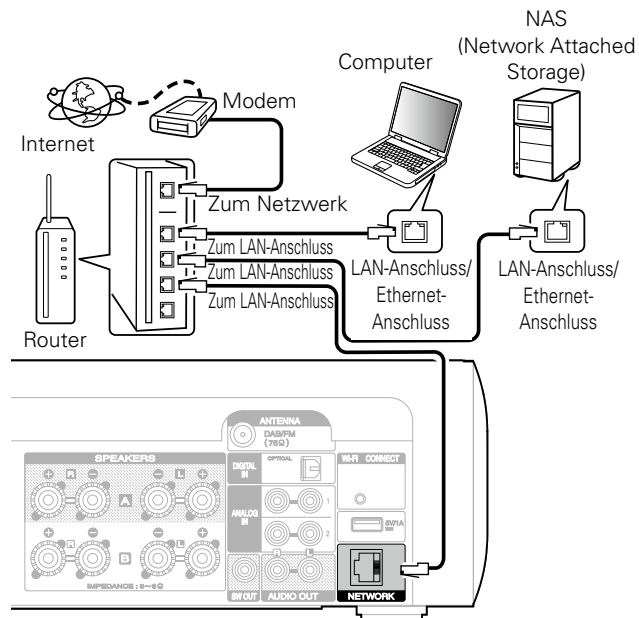 NAS
(Network Attached
Storage)
Computer
Modem
Internet
Zum Netzwerk
Zum LAN-Anschluss
Zum LAN-Anschluss
Zum LAN-Anschluss
LAN-Anschluss/
Ethernet-
Anschluss
LAN-Anschluss/
Ethernet-
Anschluss
Router
ANTENNA
DAB/FM
(75Ω)
SPEAKERS
R
L
A
R
L
B
IMPEDANCE : 6~8Ω
DIGITAL
IN
OPTICAL
ANALOG
IN
1
2
R
L
SW OUT
AUDIO OUT
WI-FI CONNECT
5V/1A
NETWORK